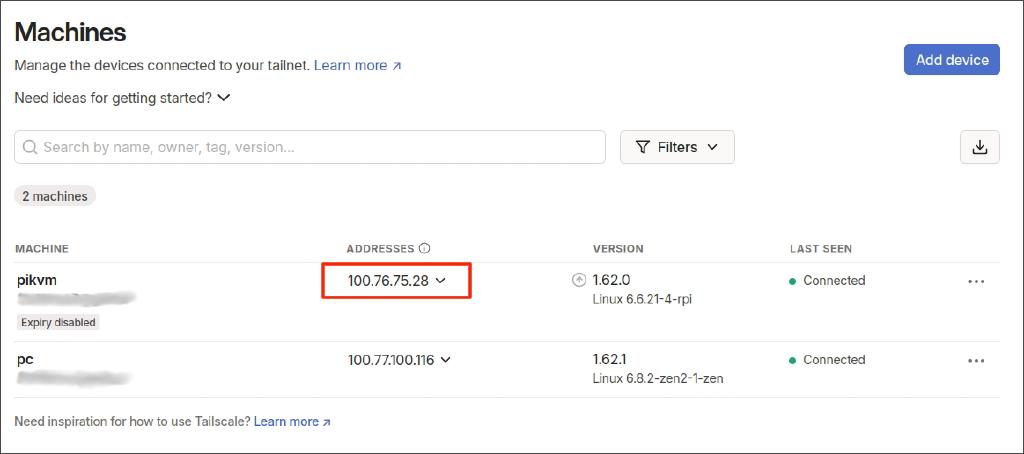 Machines
Manage the devices connected to your tailnet. Learn more ↗
Add device
Need ideas for getting started?
Search by name, owner, tag, version...
Filters
2 machines
MACHINE ADDRESSES VERSION LAST SEEN
pikvm 100.76.75.28 1.62.0 Connected
Linux 6.6.21-4-rpi
Expiry disabled
pc 100.77.100.116 1.62.1 Connected
Linux 6.8.2-zen2-1-zen
Need inspiration for how to use Tailscale? Learn more ↗